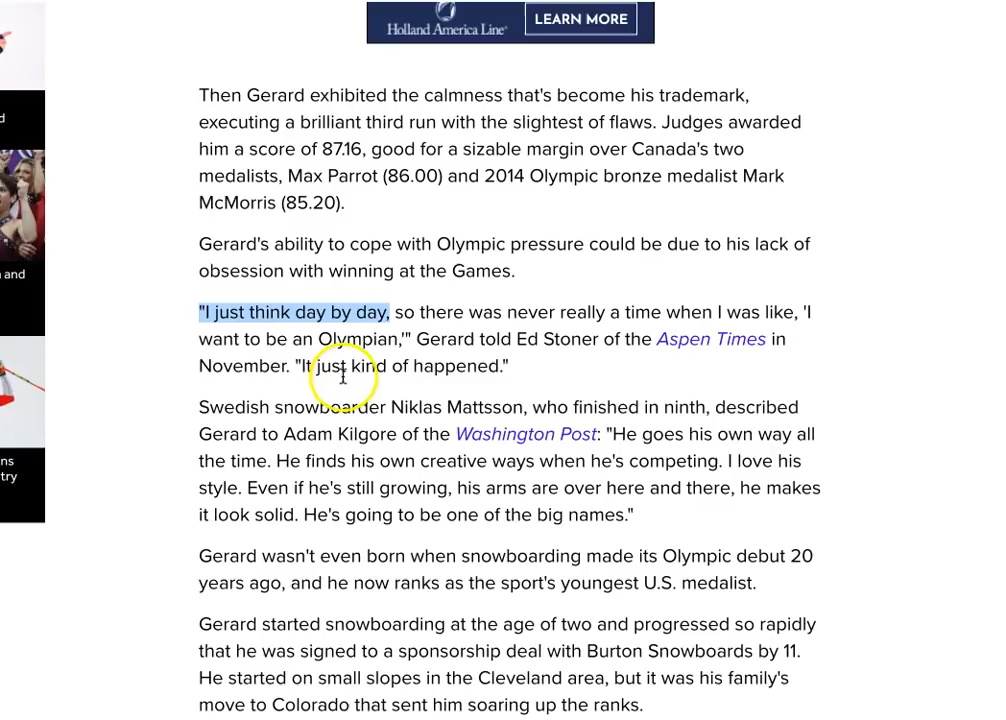 Holland America Line
LEARN MORE
d
n and
ns
try
Then Gerard exhibited the calmness that's become his trademark,
executing a brilliant third run with the slightest of flaws. Judges awarded
him a score of 87.16, good for a sizable margin over Canada's two
medalists, Max Parrot (86.00) and 2014 Olympic bronze medalist Mark
McMorris (85.20).
Gerard's ability to cope with Olympic pressure could be due to his lack of
obsession with winning at the Games.
"I just think day by day, so there was never really a time when I was like, 'I
want to be an Olympian,'" Gerard told Ed Stoner of the Aspen Times in
November. "It just kind of happened."
Swedish snowboarder Niklas Mattsson, who finished in ninth, described
Gerard to Adam Kilgore of the Washington Post: "He goes his own way all
the time. He finds his own creative ways when he's competing. I love his
style. Even if he's still growing, his arms are over here and there, he makes
it look solid. He's going to be one of the big names."
Gerard wasn't even born when snowboarding made its Olympic debut 20
years ago, and he now ranks as the sport's youngest U.S. medalist.
Gerard started snowboarding at the age of two and progressed so rapidly
that he was signed to a sponsorship deal with Burton Snowboards by 11.
He started on small slopes in the Cleveland area, but it was his family's
move to Colorado that sent him soaring up the ranks.